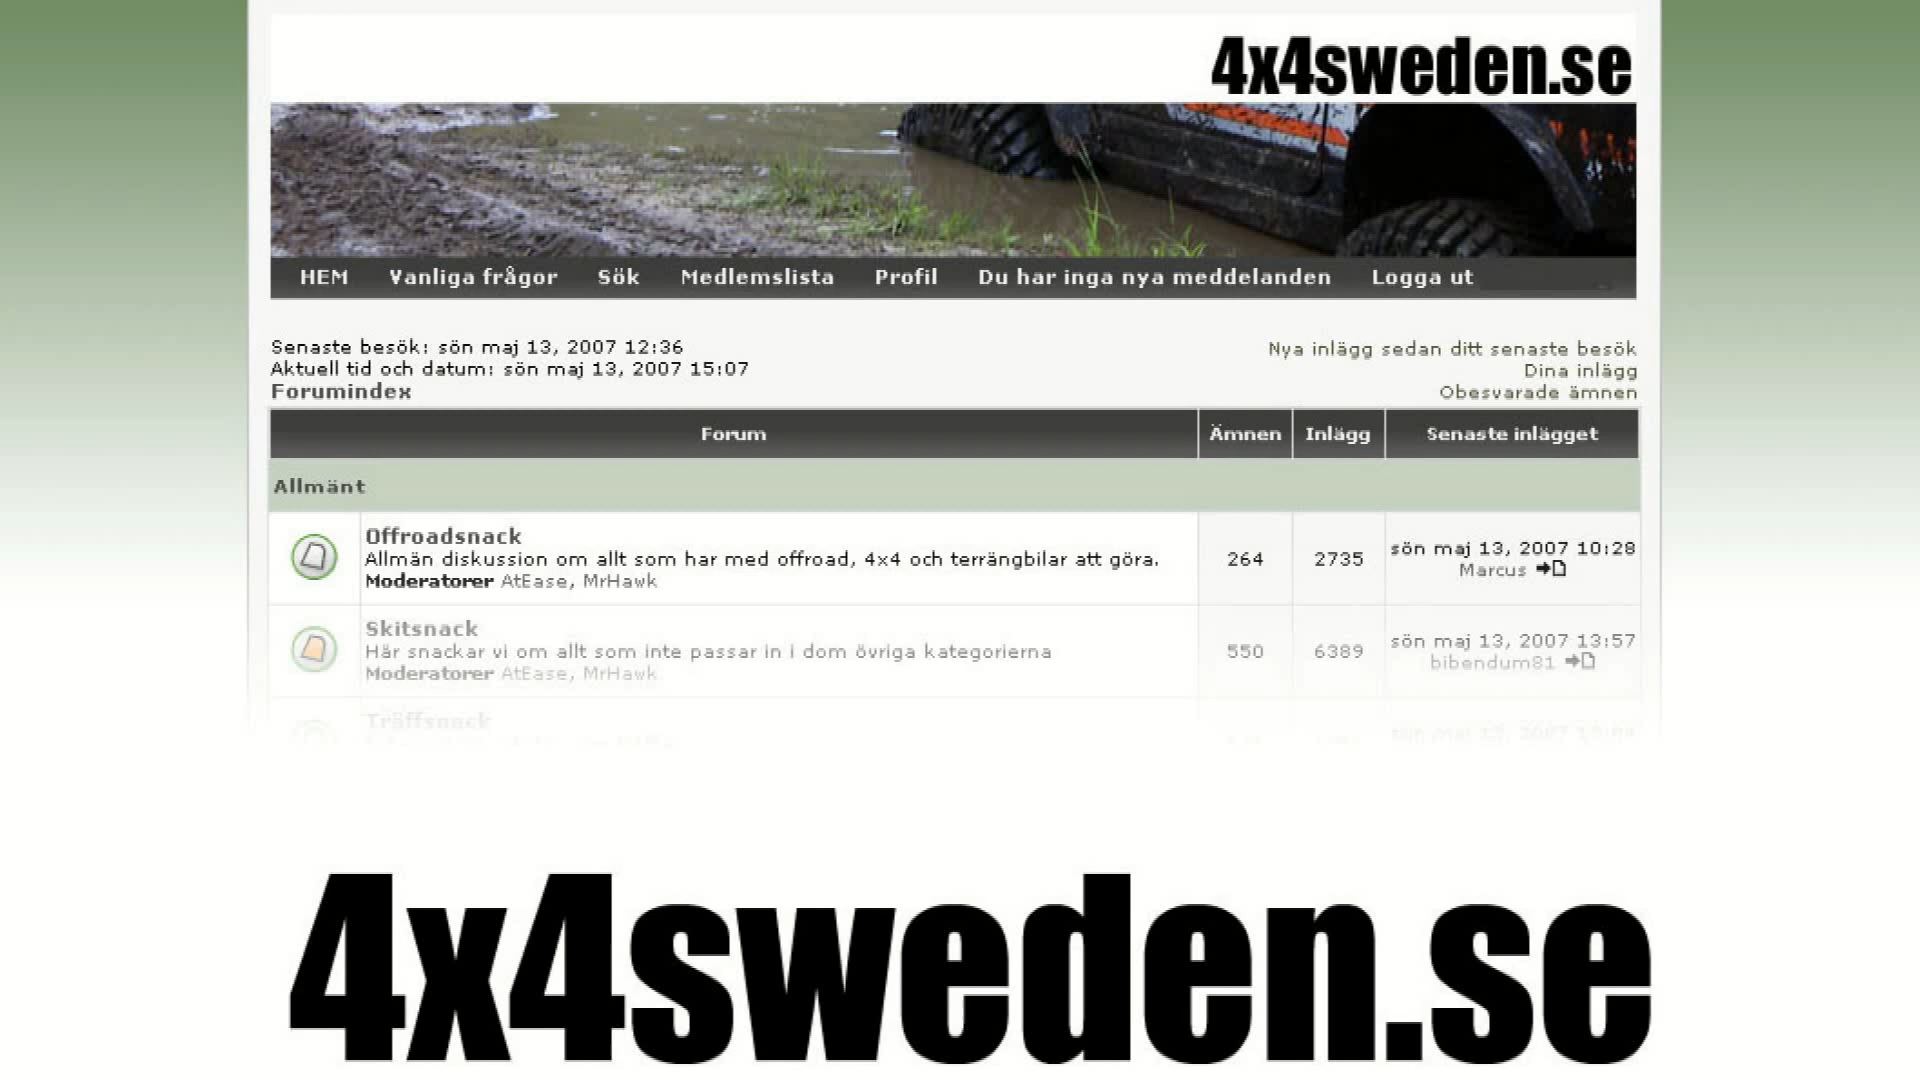 4x4sweden.se
HEM Vanliga frågor Sök Medlemslista Profil Du har inga nya meddelanden Logga ut
Senaste besök: sön maj 13, 2007 12:36
Aktuell tid och datum: sön maj 13, 2007 15:07
Forumindex
Nya inlägg sedan ditt senaste besök
Dina inlägg
Obesvarade ämnen
Forum Ämnen Inlägg Senaste inlägget
Allmänt
Offroadsnack
Allmän diskussion om allt som har med offroad, 4x4 och terrängbilar att göra.
Moderatorer AtEase, MrHawk
264 2735
sön maj 13, 2007 10:28
Marcus
Skitsnack
Här snackar vi om allt som inte passar in i dom övriga kategorierna
Moderatorer AtEase, MrHawk
550 6389
sön maj 13, 2007 13:57
bibendum81
Träffsnack
4x4sweden.se